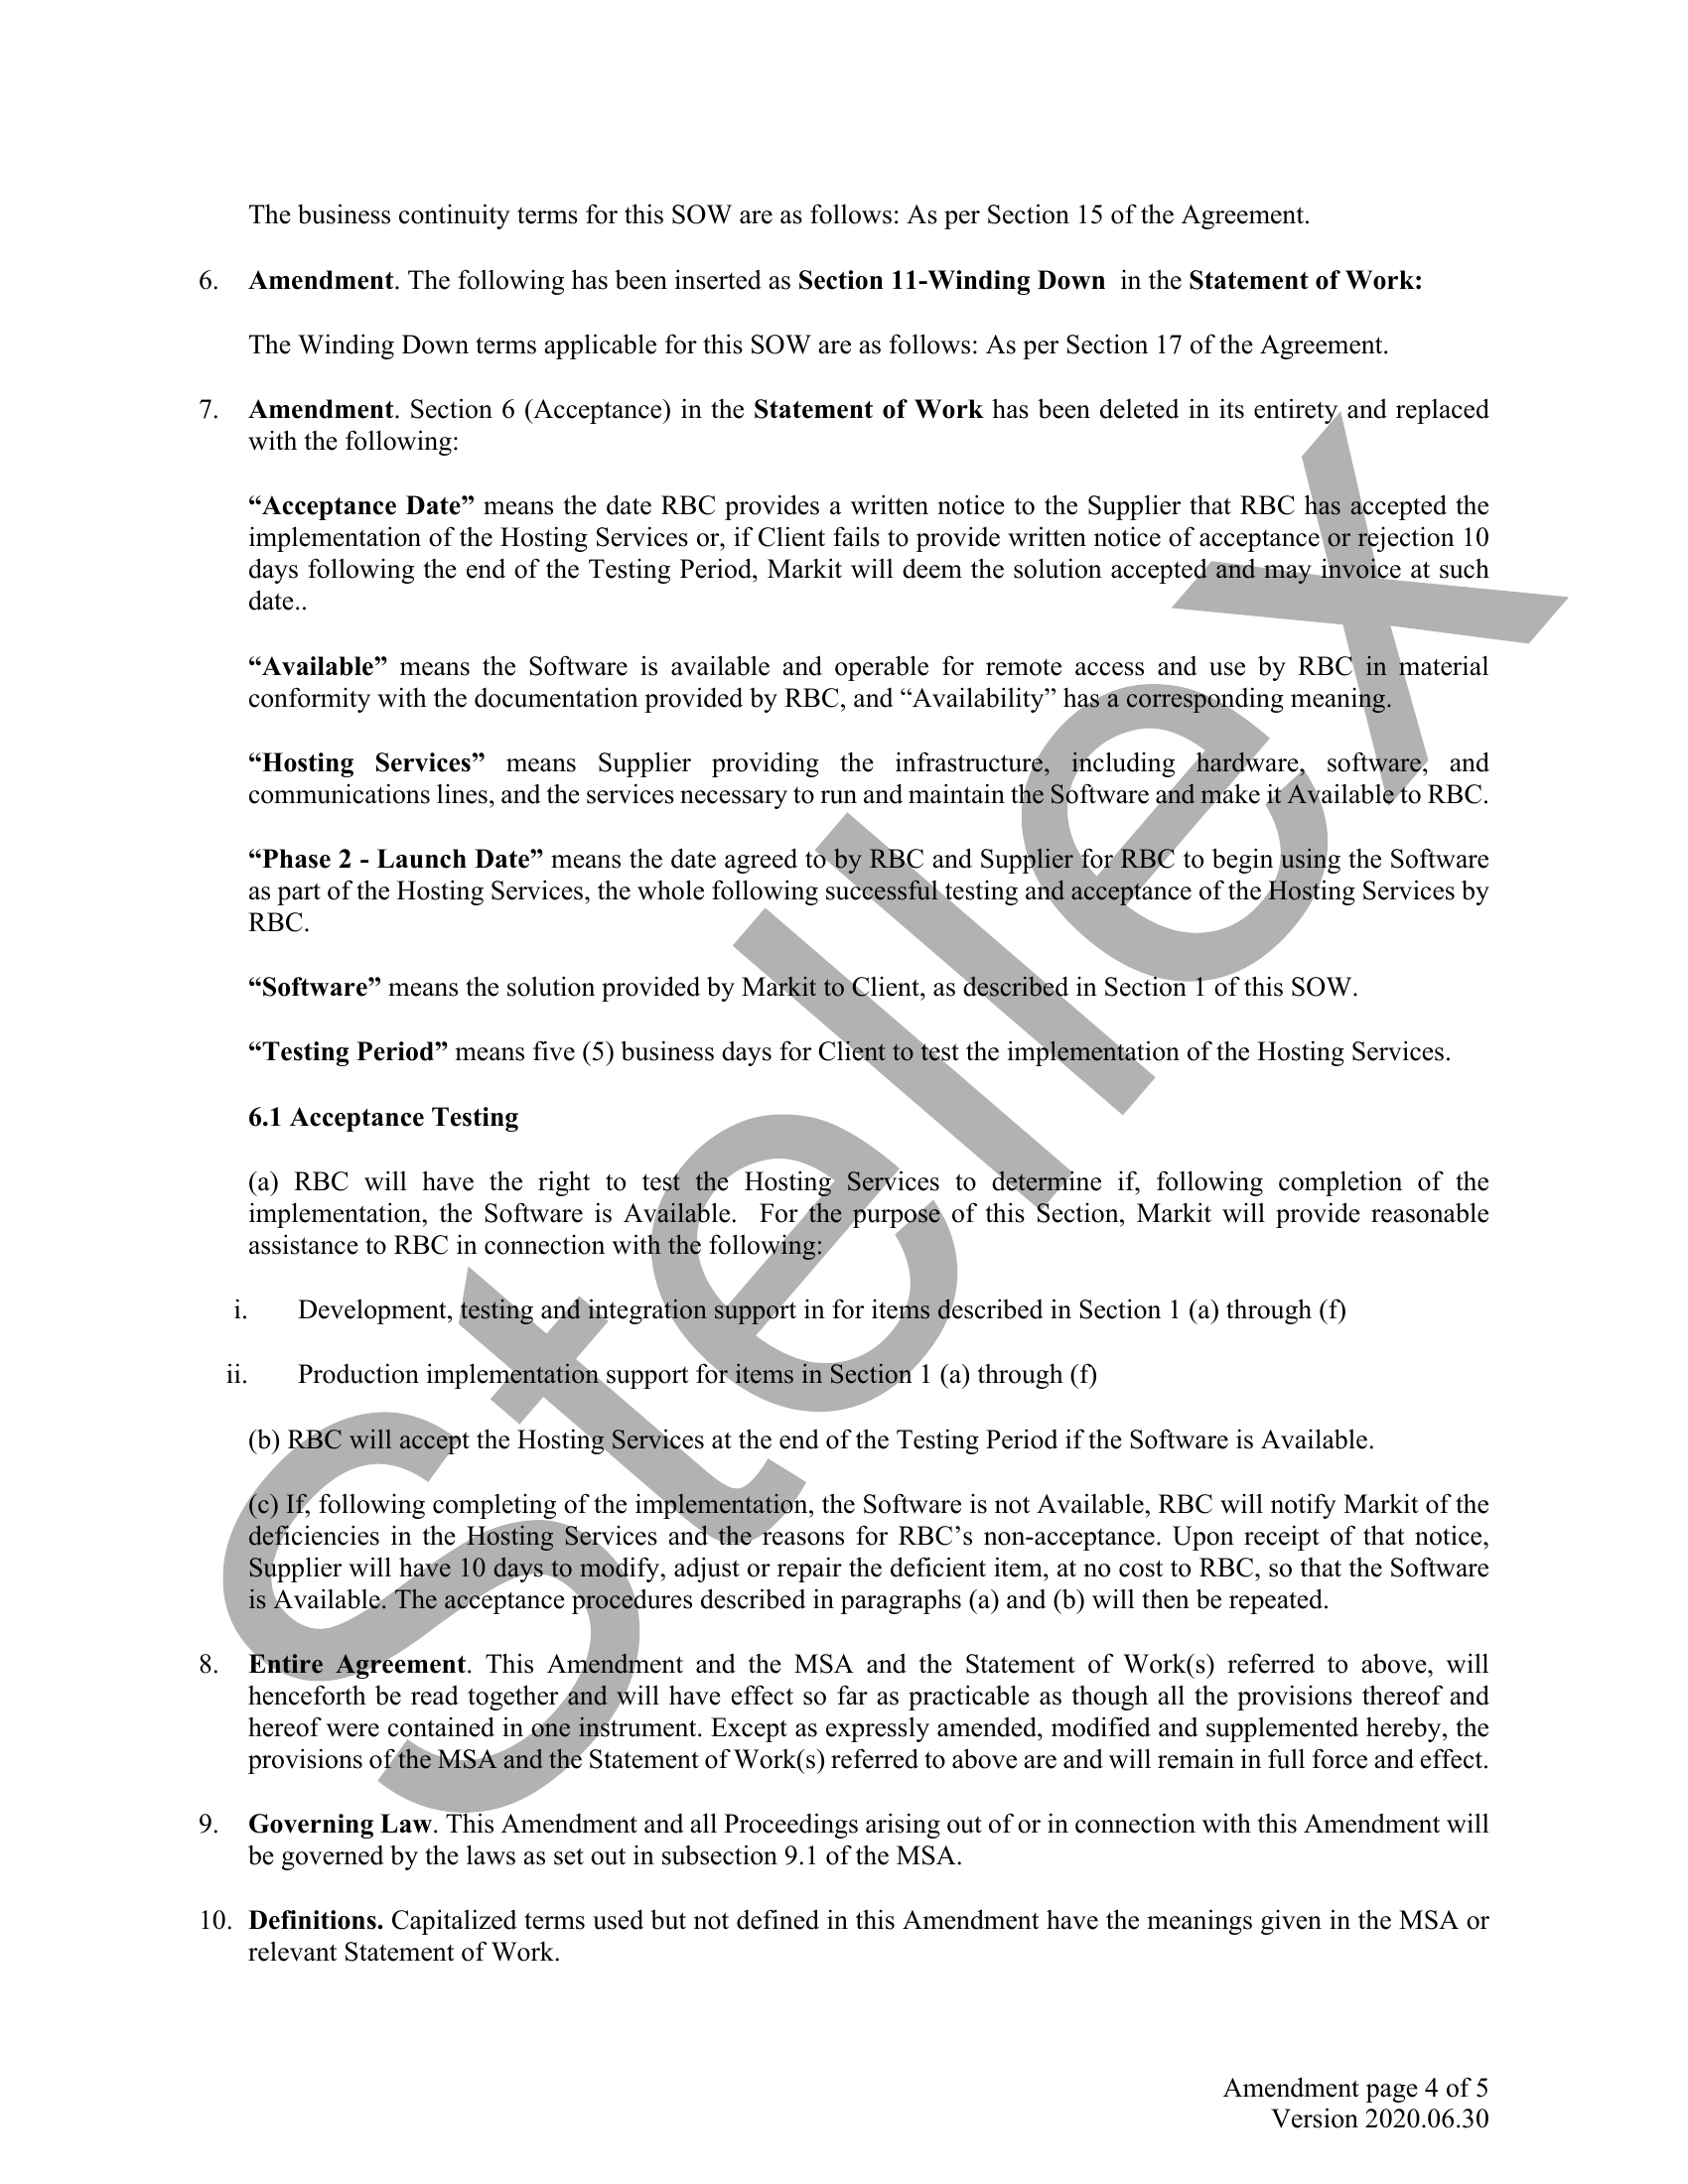 The business continuity terms for this SOW are as follows: As per Section 15 of the Agreement.
6. Amendment. The following has been inserted as Section 11-Winding Down  in the Statement of Work:
The Winding Down terms applicable for this SOW are as follows: As per Section 17 of the Agreement.
7. Amendment. Section 6 (Acceptance) in the Statement of Work has been deleted in its entirety and replaced
with the following:
“Acceptance Date” means the date RBC provides a written notice to the Supplier that RBC has accepted the
implementation of the Hosting Services or, if Client fails to provide written notice of acceptance or rejection 10
days following the end of the Testing Period, Markit will deem the solution accepted and may invoice at such
date..
“Available” means the Software is available and operable for remote access and use by RBC in material
conformity with the documentation provided by RBC, and “Availability” has a corresponding meaning.
“Hosting Services” means Supplier providing the infrastructure, including hardware, software, and
communications lines, and the services necessary to run and maintain the Software and make it Available to RBC.
“Phase 2 - Launch Date” means the date agreed to by RBC and Supplier for RBC to begin using the Software
as part of the Hosting Services, the whole following successful testing and acceptance of the Hosting Services by
RBC.
“Software” means the solution provided by Markit to Client, as described in Section 1 of this SOW.
“Testing Period” means five (5) business days for Client to test the implementation of the Hosting Services.
6.1 Acceptance Testing
(a) RBC will have the right to test the Hosting Services to determine if, following completion of the
implementation, the Software is Available.  For the purpose of this Section, Markit will provide reasonable
assistance to RBC in connection with the following:
i. Development, testing and integration support in for items described in Section 1 (a) through (f)
ii. Production implementation support for items in Section 1 (a) through (f)
(b) RBC will accept the Hosting Services at the end of the Testing Period if the Software is Available.
(c) If, following completing of the implementation, the Software is not Available, RBC will notify Markit of the
deficiencies in the Hosting Services and the reasons for RBC’s non-acceptance. Upon receipt of that notice,
Supplier will have 10 days to modify, adjust or repair the deficient item, at no cost to RBC, so that the Software
is Available. The acceptance procedures described in paragraphs (a) and (b) will then be repeated.
8. Entire Agreement. This Amendment and the MSA and the Statement of Work(s) referred to above, will
henceforth be read together and will have effect so far as practicable as though all the provisions thereof and
hereof were contained in one instrument. Except as expressly amended, modified and supplemented hereby, the
provisions of the MSA and the Statement of Work(s) referred to above are and will remain in full force and effect.
9. Governing Law. This Amendment and all Proceedings arising out of or in connection with this Amendment will
be governed by the laws as set out in subsection 9.1 of the MSA.
10. Definitions. Capitalized terms used but not defined in this Amendment have the meanings given in the MSA or
relevant Statement of Work.
Amendment page 4 of 5
Version 2020.06.30
Stellex